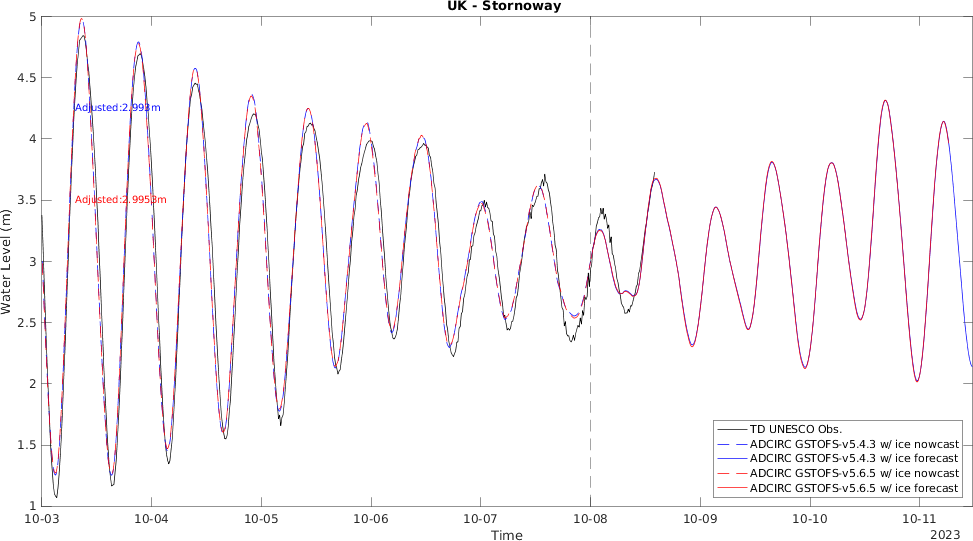 UK - Stornoway
5
4.5
4
3.5
3
2.5
2
1.5
1
Water Level (m)
Adjusted:2.993m
Adjusted:2.9953m
TD UNESCO Obs.
ADCIRC GSTOFS-v5.4.3 w/ ice nowcast
ADCIRC GSTOFS-v5.4.3 w/ ice forecast
ADCIRC GSTOFS-v5.6.5 w/ ice nowcast
ADCIRC GSTOFS-v5.6.5 w/ ice forecast
10-03 10-04 10-05 10-06 10-07 10-08 10-09 10-10 10-11
Time
2023